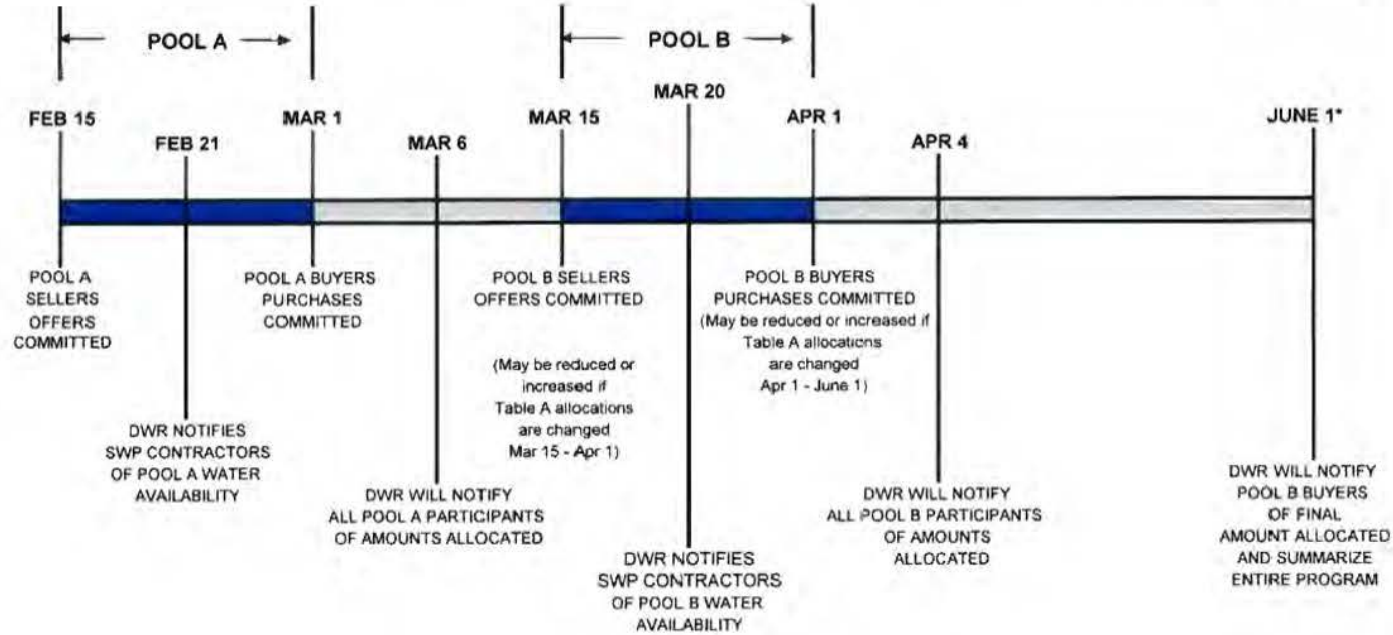 POOL A
POOL B
FEB 15
FEB 21
MAR 1
MAR 6
MAR 15
MAR 20
APR 1
APR 4
JUNE 1*
POOL A
SELLERS
OFFERS
COMMITTED
DWR NOTIFIES
SWP CONTRACTORS
OF POOL A WATER
AVAILABILITY
POOL A BUYERS
PURCHASES
COMMITTED
DWR WILL NOTIFY
ALL POOL A PARTICIPANTS
OF AMOUNTS ALLOCATED
POOL B SELLERS
OFFERS COMMITTED
(May be reduced or
increased if
Table A allocations
are changed
Mar 15 - Apr 1)
DWR NOTIFIES
SWP CONTRACTORS
OF POOL B WATER
AVAILABILITY
POOL B BUYERS
PURCHASES COMMITTED
(May be reduced or increased if
Table A allocations
are changed
Apr 1 - June 1)
DWR WILL NOTIFY
ALL POOL B PARTICIPANTS
OF AMOUNTS
ALLOCATED
DWR WILL NOTIFY
POOL B BUYERS
OF FINAL
AMOUNT ALLOCATED
AND SUMMARIZE
ENTIRE PROGRAM